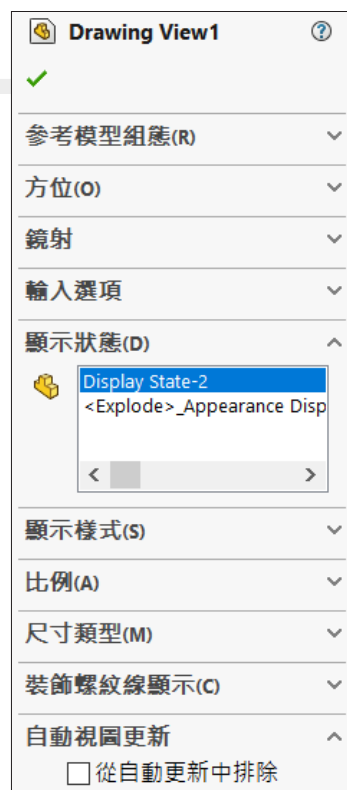 Drawing View1
參考模型組態(R)
方位(O)
鏡射
輸入選項
顯示狀態(D)
Display State-2
<Explode>_Appearance Disp
顯示樣式(S)
比例(A)
尺寸類型(M)
裝飾螺紋線顯示(C)
自動視圖更新
從自動更新中排除